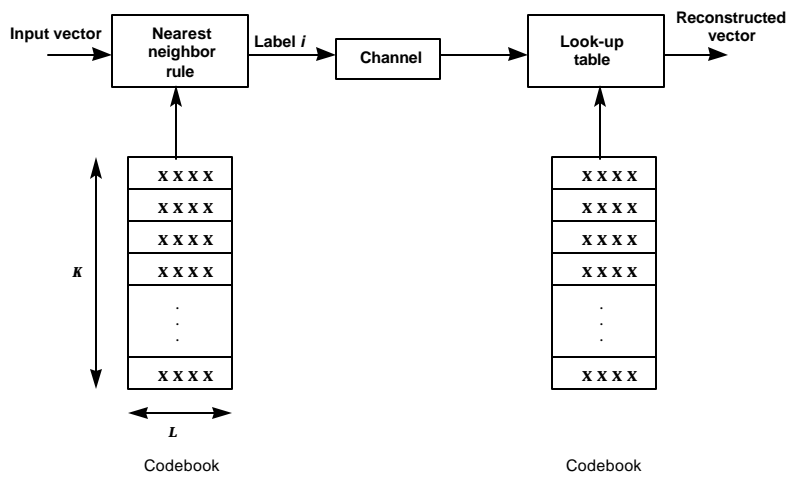 Input vector
Nearest
neighbor
rule
Label i
Channel
Look-up
table
Reconstructed
vector
X X X X
X X X X
X X X X
X X X X
.
.
.
X X X X
K
L
Codebook
X X X X
X X X X
X X X X
X X X X
.
.
.
X X X X
Codebook